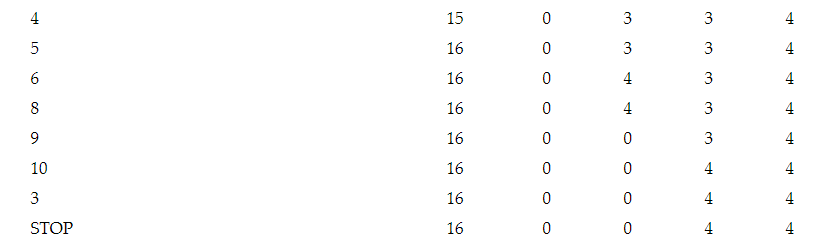 4 15 0 3 3 4
5 16 0 3 3 4
6 16 0 4 3 4
8 16 0 4 3 4
9 16 0 0 3 4
10 16 0 0 4 4
3 16 0 0 4 4
STOP 16 0 0 4 4